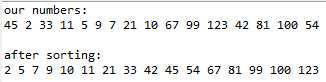 our numbers:
45 2 33 11 5 9 7 21 10 67 99 123 42 81 100 54
after sorting:
2 5 7 9 10 11 21 33 42 45 54 67 81 99 100 123